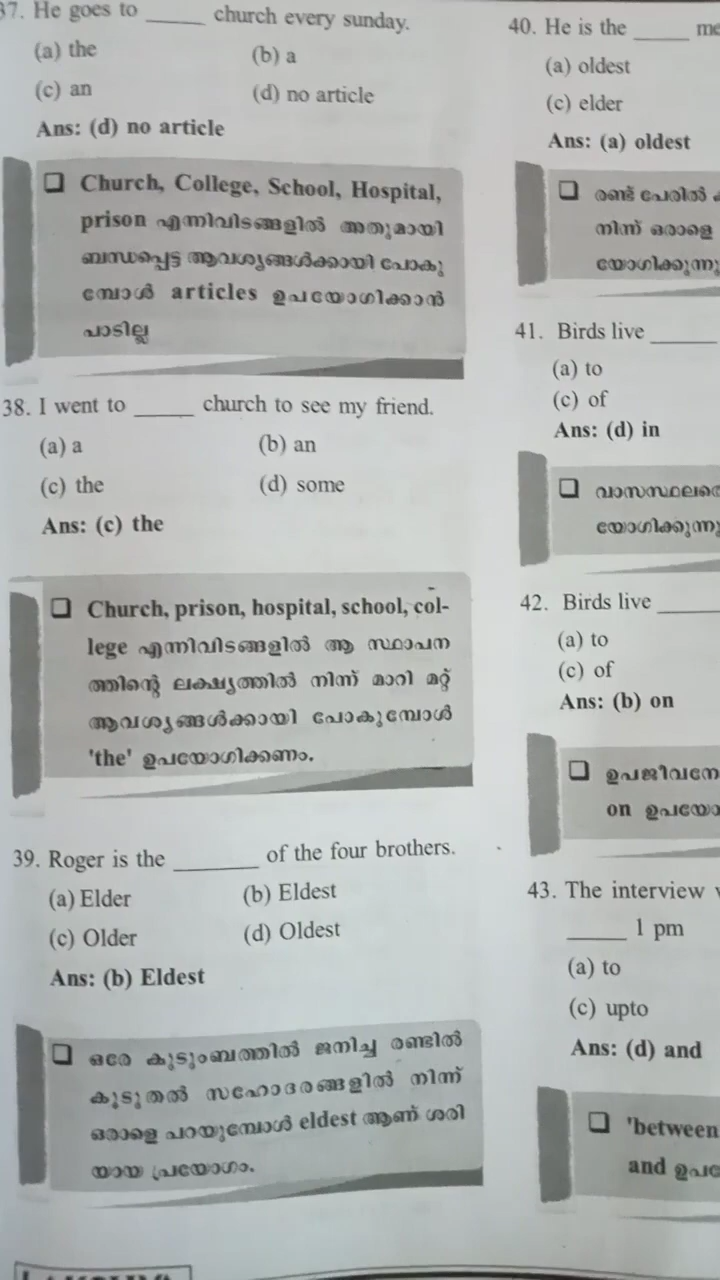 37. He goes to _____ church every sunday.
(a) the (b) a
(c) an (d) no article
Ans: (d) no article
❑ Church, College, School, Hospital,
prison എന്നിവിടങ്ങളിൽ അതുമായി
ബന്ധപ്പെട്ട ആവശ്യങ്ങൾക്കായി പോകു
മ്പോൾ articles ഉപയോഗിക്കാൻ
പാടില്ല
38. I went to _____ church to see my friend.
(a) a (b) an
(c) the (d) some
Ans: (c) the
❑ Church, prison, hospital, school, col-
lege എന്നിവിടങ്ങളിൽ ആ സ്ഥാപന
ത്തിന്റെ ലക്ഷ്യത്തിൽ നിന്ന് മാറി മറ്റ്
ആവശ്യങ്ങൾക്കായി പോകുമ്പോൾ
'the' ഉപയോഗിക്കണം.
39. Roger is the _______ of the four brothers.
(a) Elder (b) Eldest
(c) Older (d) Oldest
Ans: (b) Eldest
❑ ഒരേ കുടുംബത്തിൽ ജനിച്ച രണ്ടിൽ
കൂടുതൽ സഹോദരങ്ങളിൽ നിന്ന്
ഒരാളെ പറയുമ്പോൾ eldest ആണ് ശരി
യായ പ്രയോഗം.
40. He is the _____
(a) oldest
(c) elder
Ans: (a) oldest
❑ രണ്ട് പേരിൽ
നിന്ന് ഒരാളെ
യോഗിക്കുന്നു
41. Birds live ______
(a) to
(c) of
Ans: (d) in
❑
യോഗിക്കുന്നു
42. Birds live ______
(a) to
(c) of
Ans: (b) on
❑
on
43. The interview
_____ 1 pm
(a) to
(c) upto
Ans: (d) and
❑ 'between
and